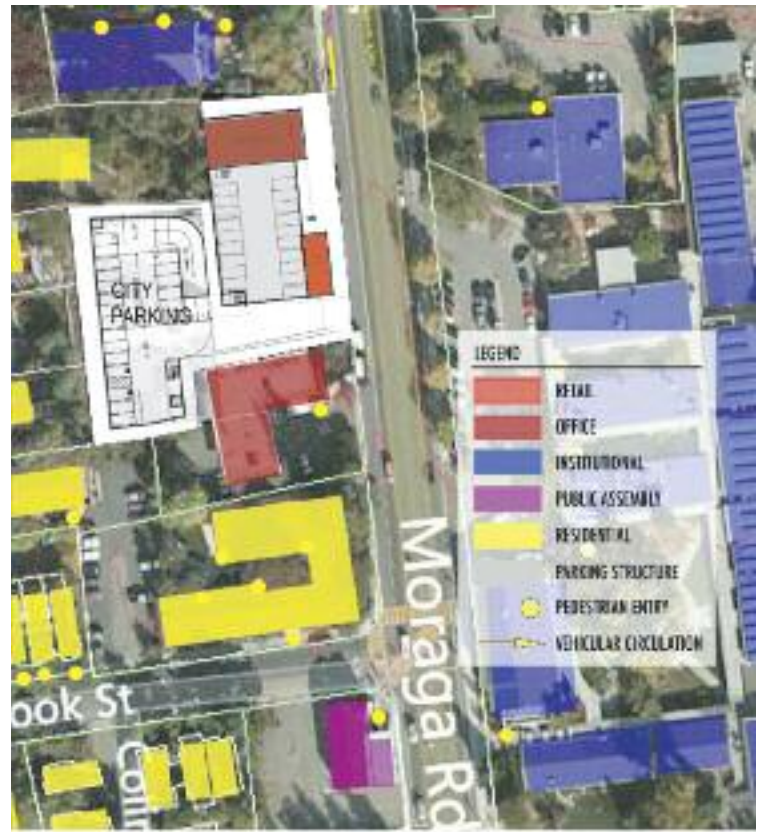 CITY
PARKING
LEGEND
RETAIL
OFFICE
INSTITUTIONAL
PUBLIC ASSEMBLY
RESIDENTIAL
PARKING STRUCTURE
PEDESTRIAN ENTRY
VEHICULAR CIRCULATION
Moraga Rd
ook St
Colli